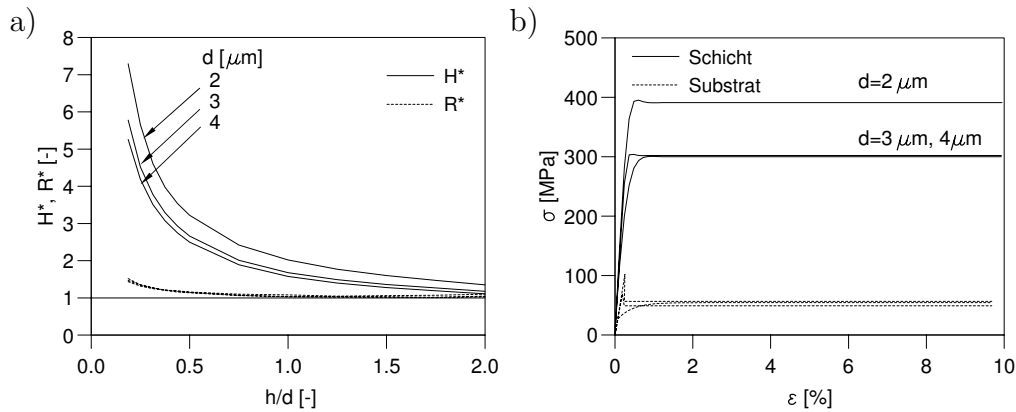 a)
H*, R* [-]
8
7
6
5
4
3
2
1
0
d [μm]
2
3
4
H*
R*
0.0 0.5 1.0 1.5 2.0
h/d [-]
b)
σ [MPa]
500
400
300
200
100
0
Schicht
Substrat
d=2 μm
d=3 μm, 4μm
0 2 4 6 8 10
ε [%]